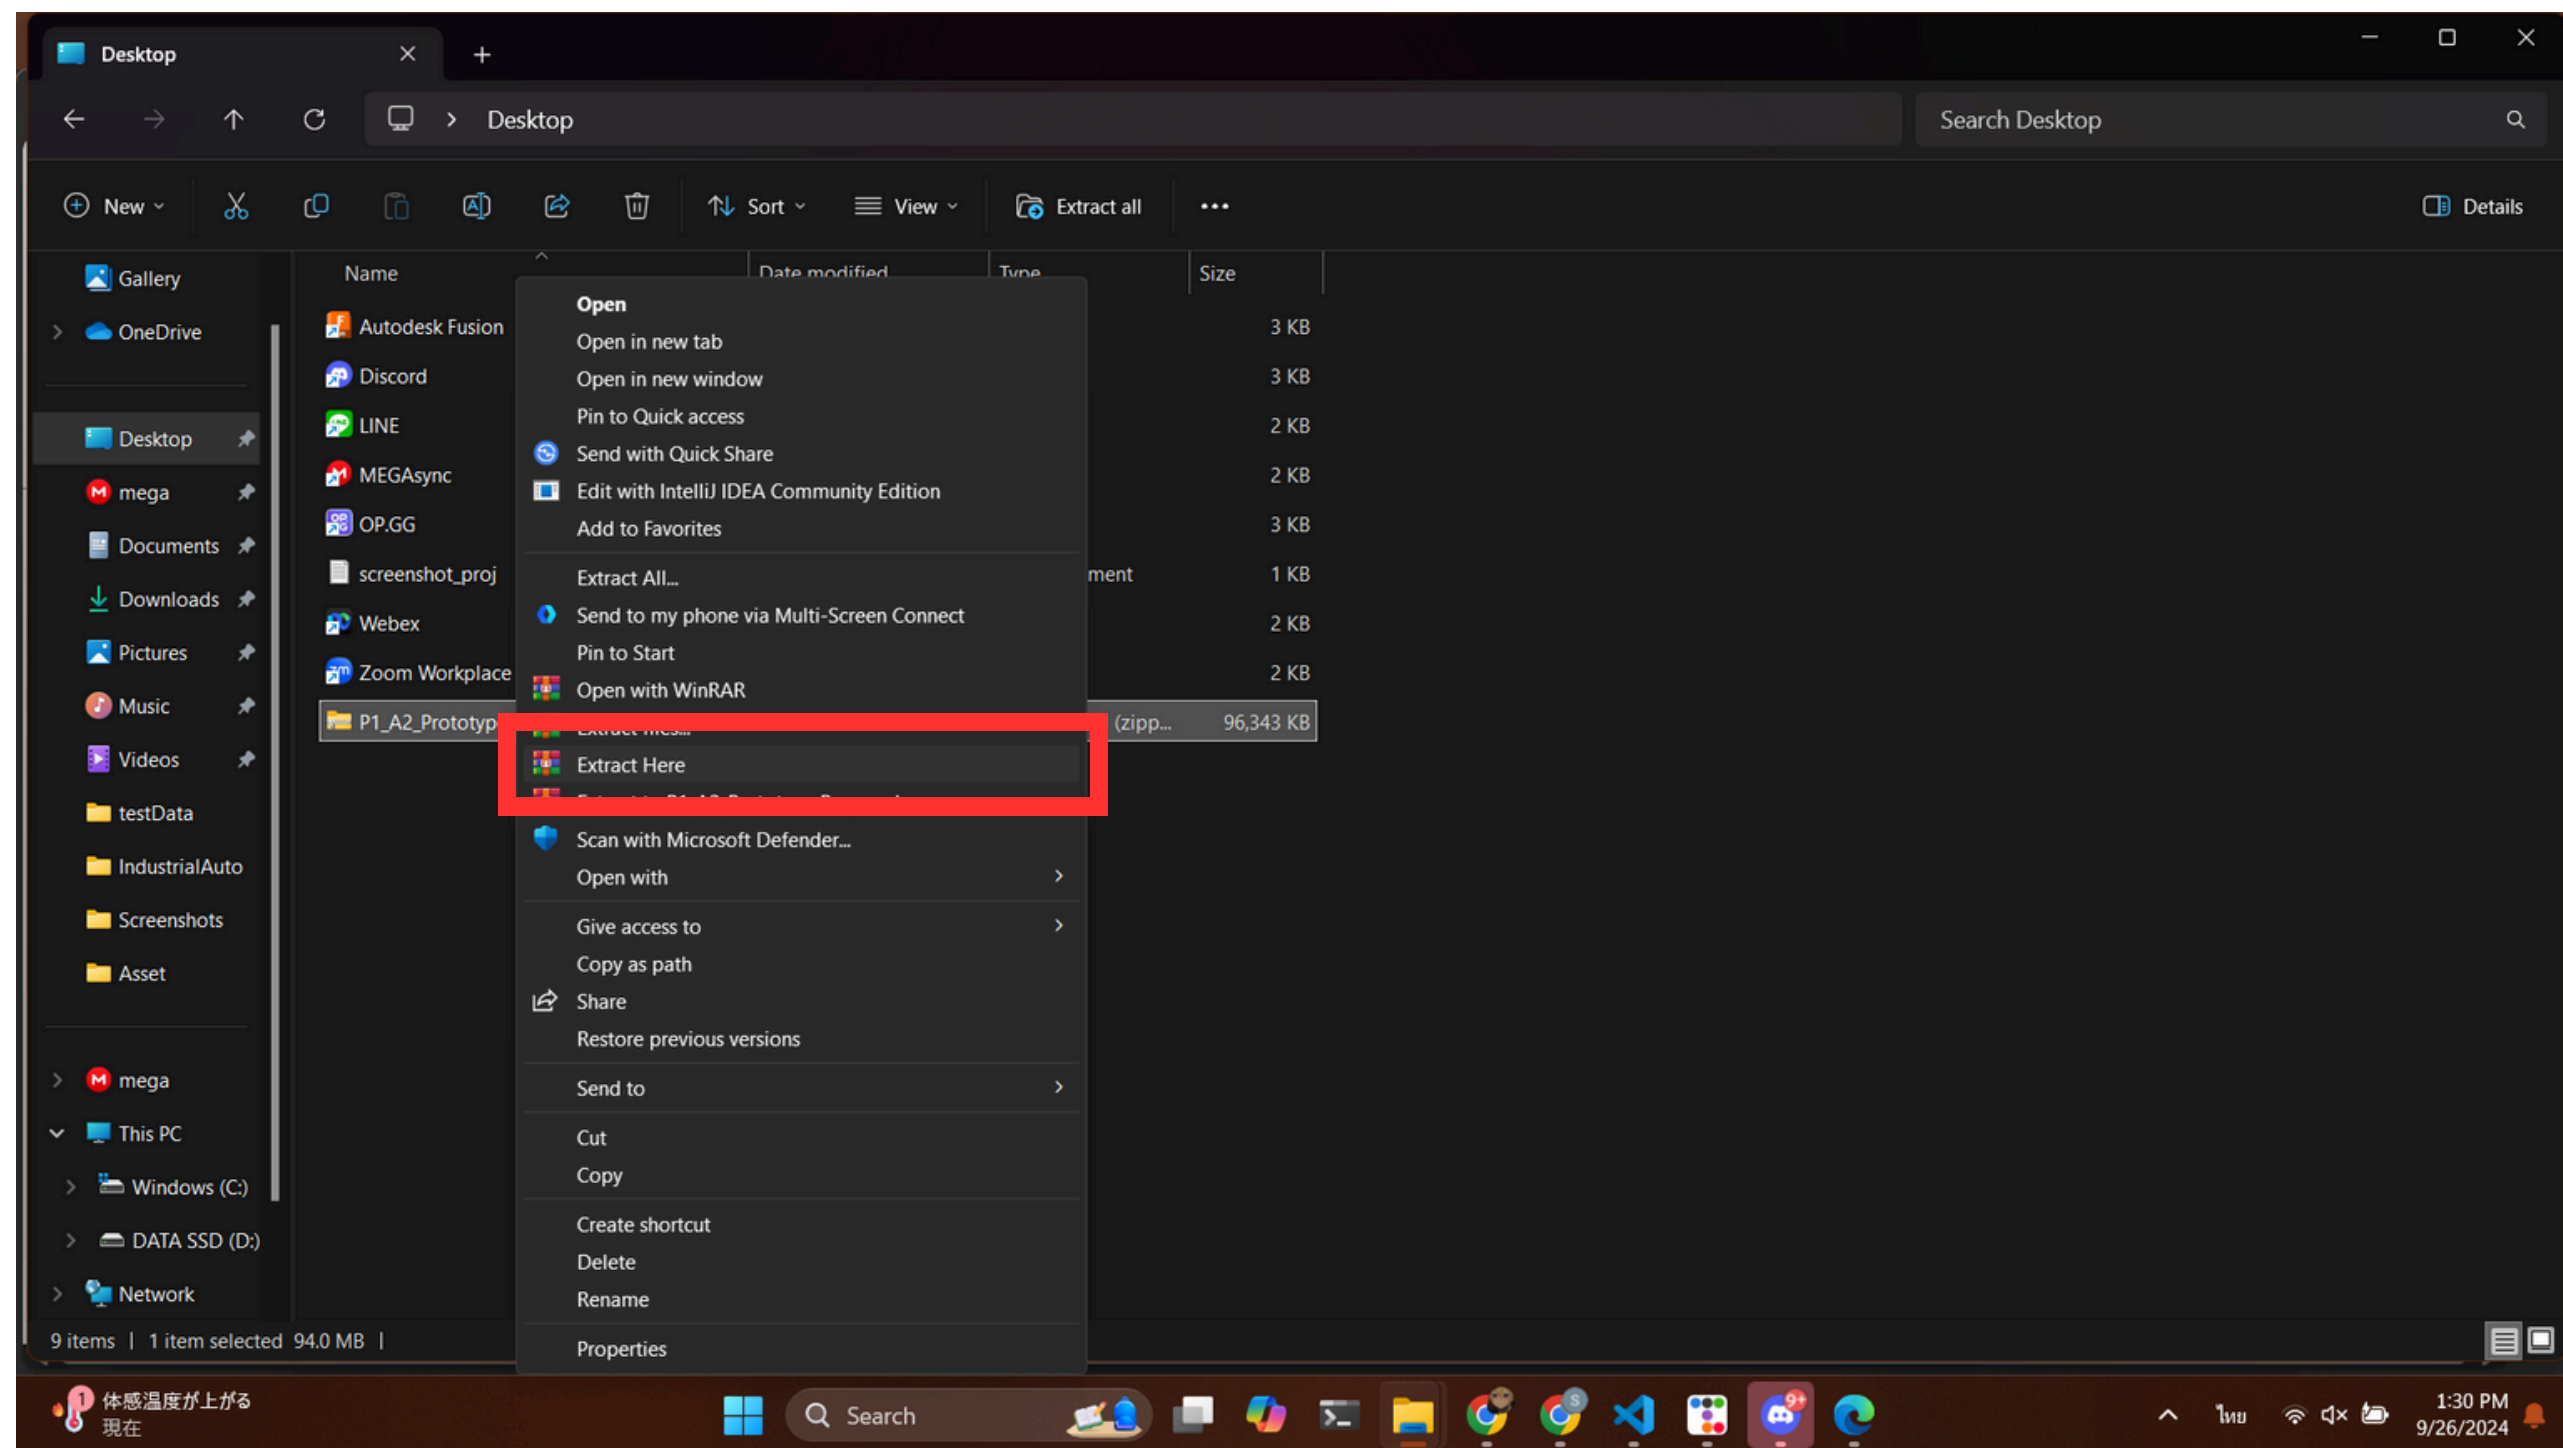 Desktop
Desktop
Search Desktop
New
Sort
View
Extract all
Details
Name
Date modified
Type
Size
Gallery
OneDrive
Desktop
mega
Documents
Downloads
Pictures
Music
Videos
testData
IndustrialAuto
Screenshots
Asset
mega
This PC
Windows (C:)
DATA SSD (D:)
Network
Autodesk Fusion
3 KB
Discord
3 KB
LINE
2 KB
MEGAsync
2 KB
OP.GG
3 KB
screenshot_proj
ment
1 KB
Webex
2 KB
Zoom Workplace
2 KB
P1_A2_Prototyp
(zipp...
96,343 KB
Open
Open in new tab
Open in new window
Pin to Quick access
Send with Quick Share
Edit with IntelliJ IDEA Community Edition
Add to Favorites
Extract All...
Send to my phone via Multi-Screen Connect
Pin to Start
Open with WinRAR
Extract files...
Extract Here
Scan with Microsoft Defender...
Open with
Give access to
Copy as path
Share
Restore previous versions
Send to
Cut
Copy
Create shortcut
Delete
Rename
Properties
9 items | 1 item selected 94.0 MB |
1
体感温度が上がる
現在
Search
S
9+
ไทย
1:30 PM
9/26/2024